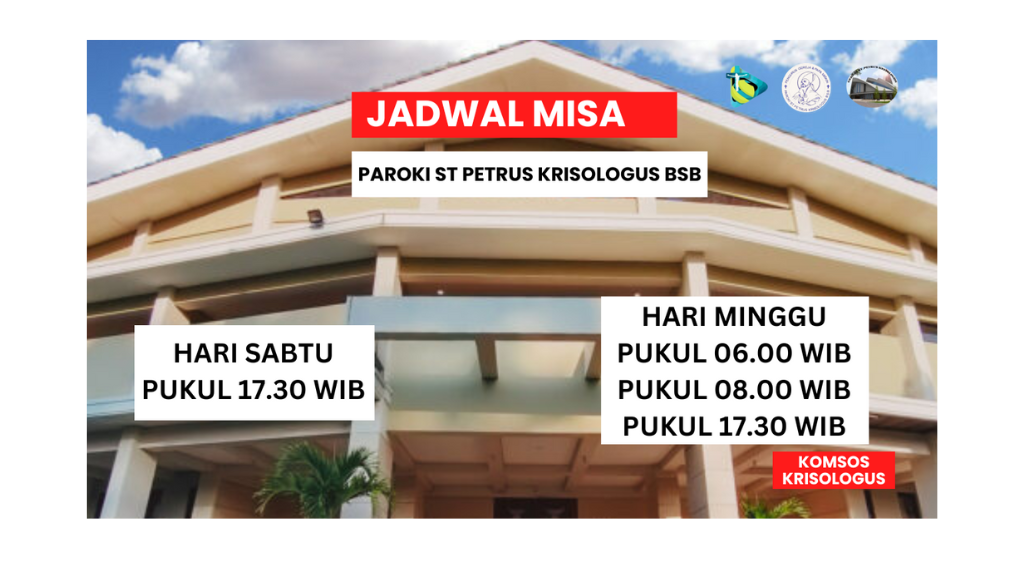 JADWAL MISA
PAROKI ST PETRUS KRISOLOGUS BSB
HARI SABTU
PUKUL 17.30 WIB
HARI MINGGU
PUKUL 06.00 WIB
PUKUL 08.00 WIB
PUKUL 17.30 WIB
KOMSOS
KRISOLOGUS